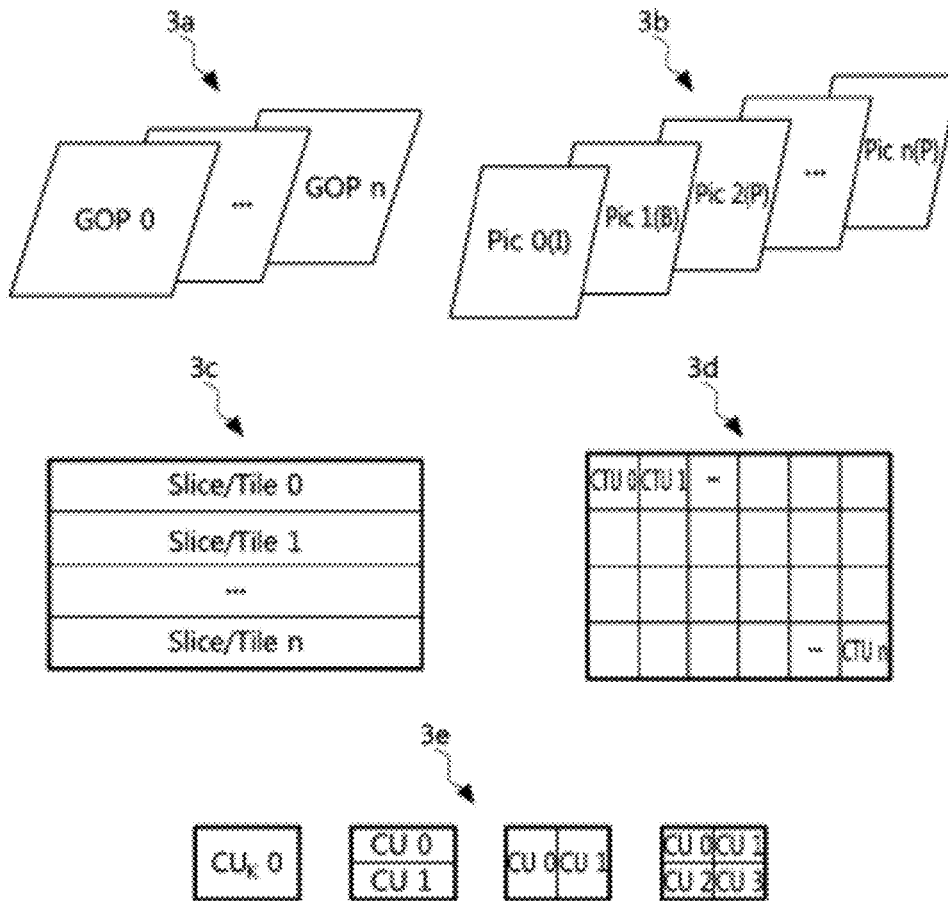 3a
3b
GOP 0
...
GOP n
Pic 0(I)
Pic 1(B)
Pic 2(P)
...
Pic n(P)
3c
3d
Slice/Tile 0
Slice/Tile 1
...
Slice/Tile n
CTU 0 CTU 1 ...
... CTU n
3e
CU 0
CU 0
CU 1
CU 0 CU 1
CU 0 CU 1
CU 2 CU 3